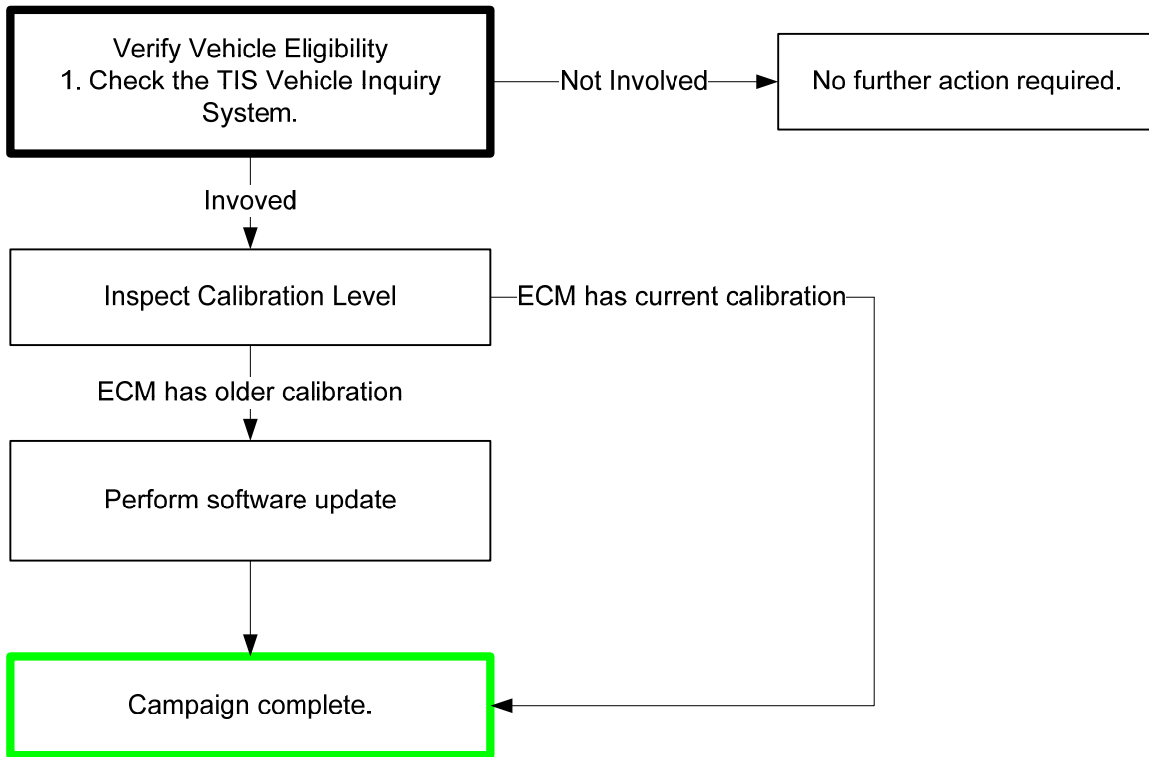 Verify Vehicle Eligibility
1. Check the TIS Vehicle Inquiry
System.
Not Involved
No further action required.
Invoved
Inspect Calibration Level
ECM has current calibration
ECM has older calibration
Perform software update
Campaign complete.